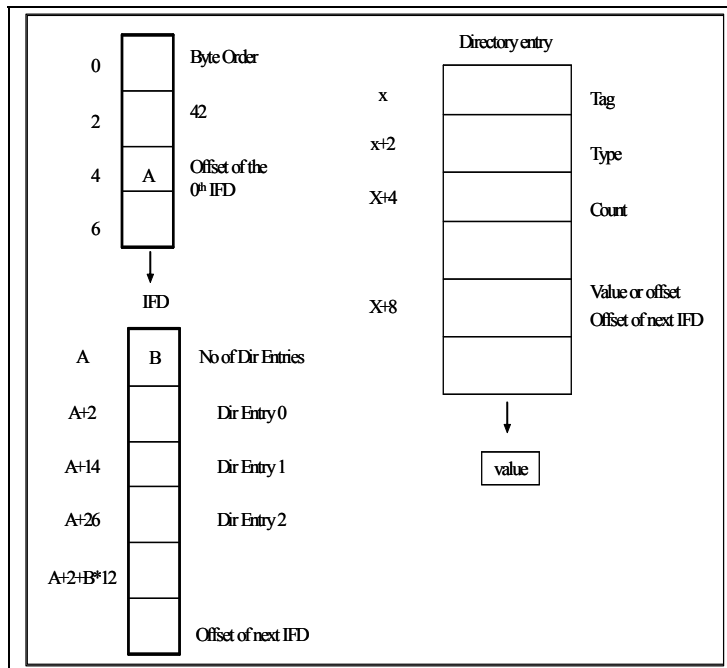 0 Byte Order
2 42
4 A Offset of the
0th IFD
6
IFD
A B No of Dir Entries
A+2 Dir Entry 0
A+14 Dir Entry 1
A+26 Dir Entry 2
A+2+B*12
Offset of next IFD
Directory entry
x Tag
x+2 Type
X+4 Count
X+8 Value or offset
Offset of next IFD
value